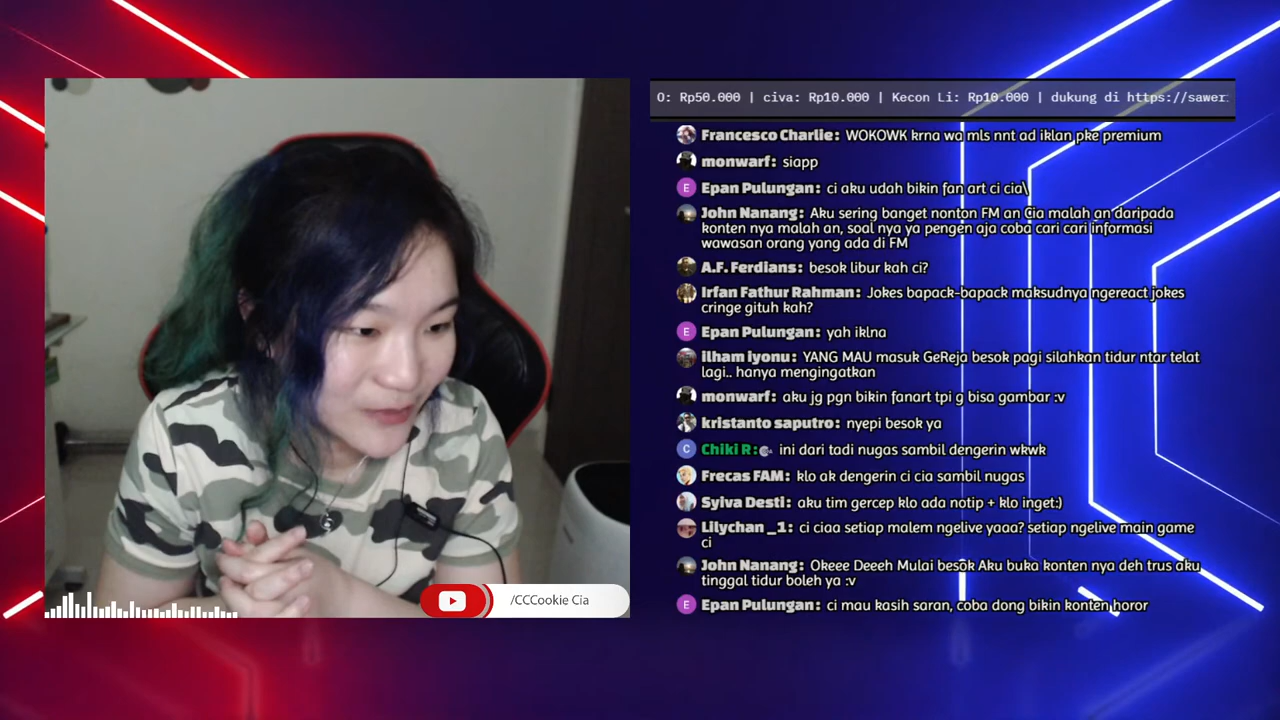 O: Rp50.000 | civa: Rp10.000 | Kecon Li: Rp10.000 | dukung di https://sawer
Francesco Charlie: WOKOWK krna wa mls nnt ad iklan pke premium
monwarf: siapp
E Epan Pulungan: ci aku udah bikin fan art ci cia\
John Nanang: Aku sering banget nonton FM an Cia malah an daripada
konten nya malah an, soal nya ya pengen aja coba cari cari informasi
wawasan orang yang ada di FM
A.F. Ferdians: besok libur kah ci?
Irfan Fathur Rahman: Jokes bapack-bapack maksudnya ngereact jokes
cringe gituh kah?
E Epan Pulungan: yah iklna
ilham iyonu: YANG MAU masuk GeReja besok pagi silahkan tidur ntar telat
lagi.. hanya mengingatkan
monwarf: aku jg pgn bikin fanart tpi g bisa gambar :v
kristanto saputro: nyepi besok ya
C Chiki R: ini dari tadi nugas sambil dengerin wkwk
Frecas FAM: klo ak dengerin ci cia sambil nugas
Syiva Desti: aku tim gercep klo ada notip + klo inget:)
Lilychan _1: ci ciaa setiap malem ngelive yaaa? setiap ngelive main game
ci
John Nanang: Okeee Deeeh Mulai besok Aku buka konten nya deh trus aku
tinggal tidur boleh ya :v
E Epan Pulungan: ci mau kasih saran, coba dong bikin konten horor
/CCCookie Cia